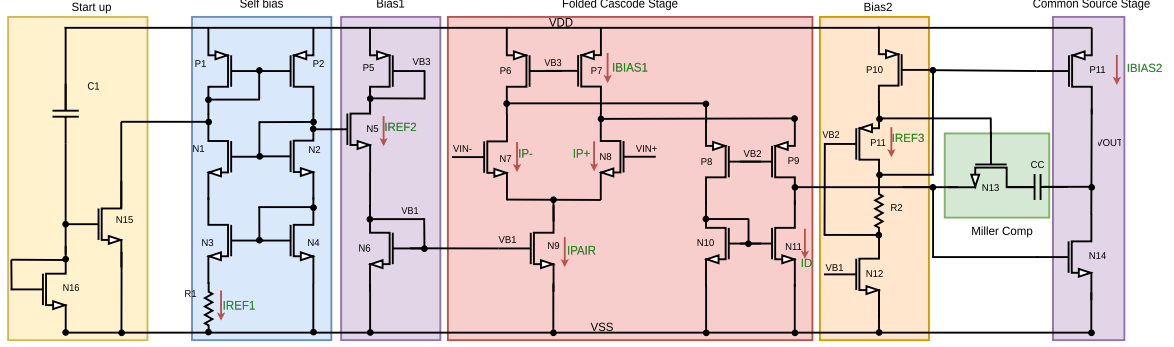 Start up
Self bias
Bias1
Folded Cascode Stage
Bias2
Common Source Stage
VDD
C1
P1
P2
P5
VB3
P6
VB3
P7
IBIAS1
P10
P11
IBIAS2
N1
N2
N5
IREF2
VIN-
N7
IP-
IP+
N8
VIN+
P8
VB2
P9
VB2
P11
IREF3
VOUT
CC
N13
Miller Comp
N15
N16
N3
N4
R1
IREF1
VB1
N6
VB1
N9
IPAIR
N10
N11
ID
R2
VB1
N12
N14
VSS